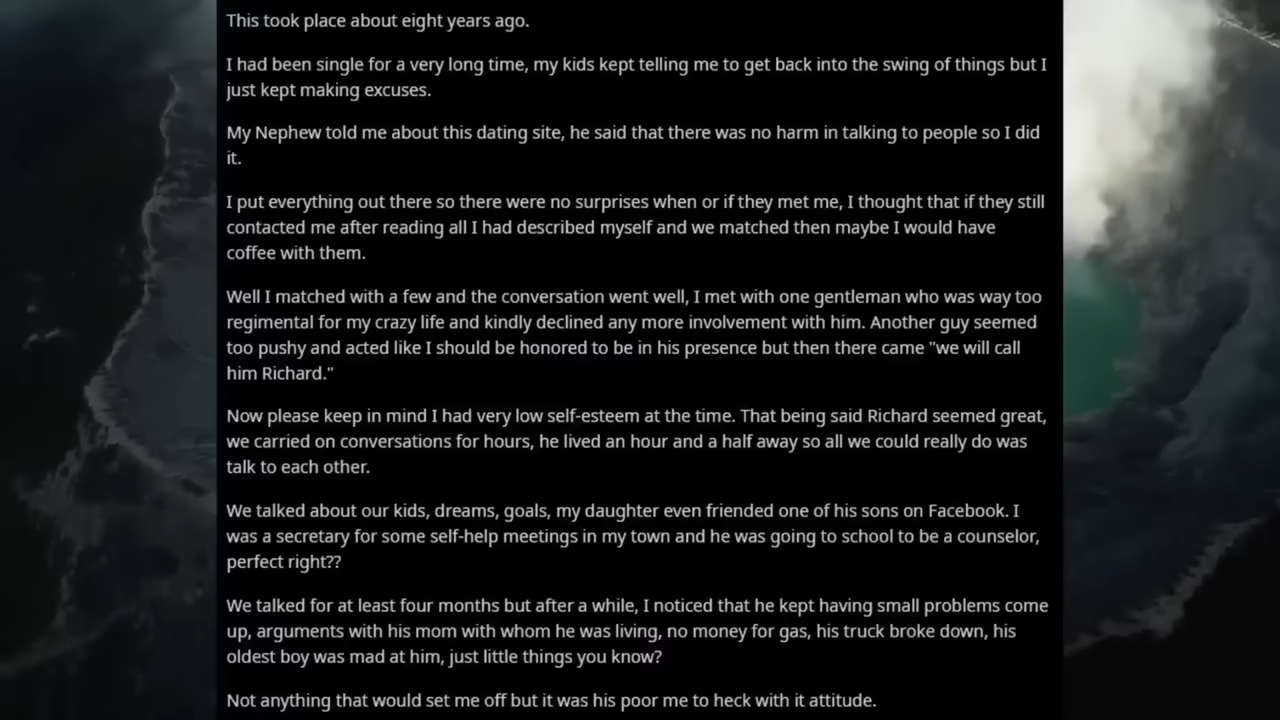 This took place about eight years ago.
I had been single for a very long time, my kids kept telling me to get back into the swing of things but I
just kept making excuses.
My Nephew told me about this dating site, he said that there was no harm in talking to people so I did
it.
I put everything out there so there were no surprises when or if they met me, I thought that if they still
contacted me after reading all I had described myself and we matched then maybe I would have
coffee with them.
Well I matched with a few and the conversation went well, I met with one gentleman who was way too
regimental for my crazy life and kindly declined any more involvement with him. Another guy seemed
too pushy and acted like I should be honored to be in his presence but then there came "we will call
him Richard."
Now please keep in mind I had very low self-esteem at the time. That being said Richard seemed great,
we carried on conversations for hours, he lived an hour and a half away so all we could really do was
talk to each other.
We talked about our kids, dreams, goals, my daughter even friended one of his sons on Facebook. I
was a secretary for some self-help meetings in my town and he was going to school to be a counselor,
perfect right??
We talked for at least four months but after a while, I noticed that he kept having small problems come
up, arguments with his mom with whom he was living, no money for gas, his truck broke down, his
oldest boy was mad at him, just little things you know?
Not anything that would set me off but it was his poor me to heck with it attitude.